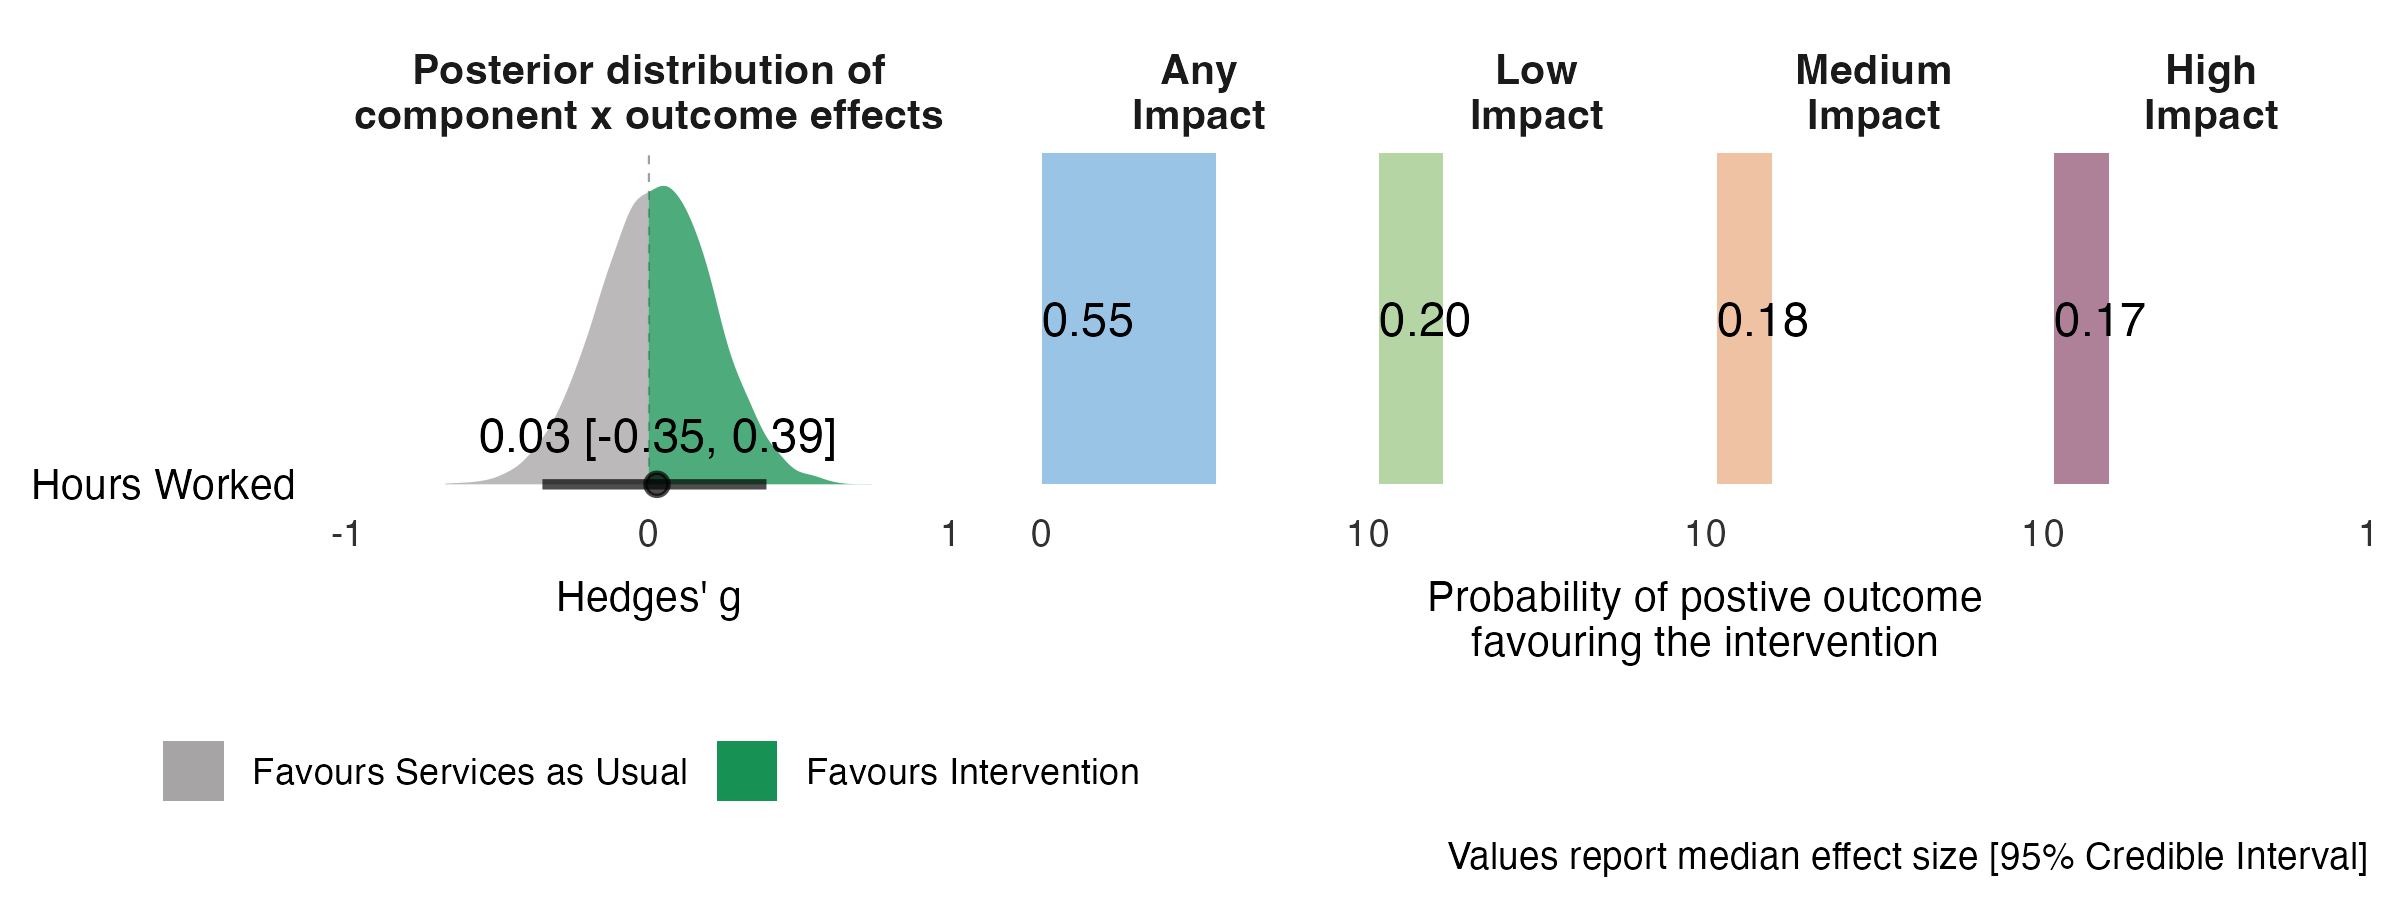 Posterior distribution of
component x outcome effects
Any
Impact
Low
Impact
Medium
Impact
High
Impact
0.55
0.20
0.18
0.17
0.03 [-0.35, 0.39]
Hours Worked
-1 0 1 0 10 10 10 1
Hedges' g
Probability of postive outcome
favouring the intervention
Favours Services as Usual
Favours Intervention
Values report median effect size [95% Credible Interval]